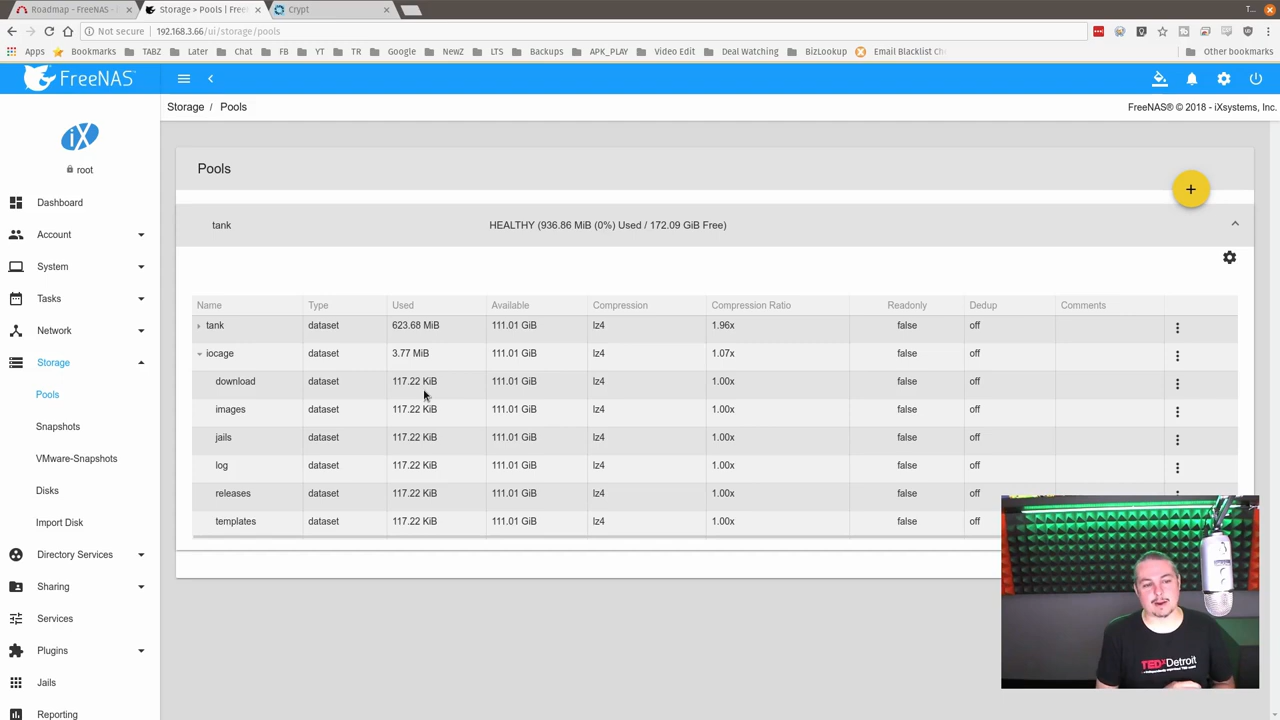 Roadmap - FreeNAS -
Storage > Pools | Free
Crypt
T...
Not secure
192.168.3.66/ui/storage/pools
Apps
Bookmarks
TABZ
Later
Chat
FB
YT
TR
Google
NewZ
LTS
Backups
APK_PLAY
Video Edit
Deal Watching
BizLookup
Email Blacklist
Other bookmarks
FreeNAS®
Storage / Pools
FreeNAS® © 2018 - iXsystems, Inc.
iX
root
Dashboard
Account
System
Tasks
Network
Storage
Pools
Snapshots
VMware-Snapshots
Disks
Import Disk
Directory Services
Sharing
Services
Plugins
Jails
Reporting
Pools
+
tank HEALTHY (936.86 MiB (0%) Used / 172.09 GiB Free)
Name Type Used Available Compression Compression Ratio Readonly Dedup Comments
tank dataset 623.68 MiB 111.01 GiB lz4 1.96x false off
iocage dataset 3.77 MiB 111.01 GiB lz4 1.07x false off
download dataset 117.22 KiB 111.01 GiB lz4 1.00x false off
images dataset 117.22 KiB 111.01 GiB lz4 1.00x false off
jails dataset 117.22 KiB 111.01 GiB lz4 1.00x false off
log dataset 117.22 KiB 111.01 GiB lz4 1.00x false off
releases dataset 117.22 KiB 111.01 GiB lz4 1.00x false off
templates dataset 117.22 KiB 111.01 GiB lz4 1.00x false off
TEDxDetroit